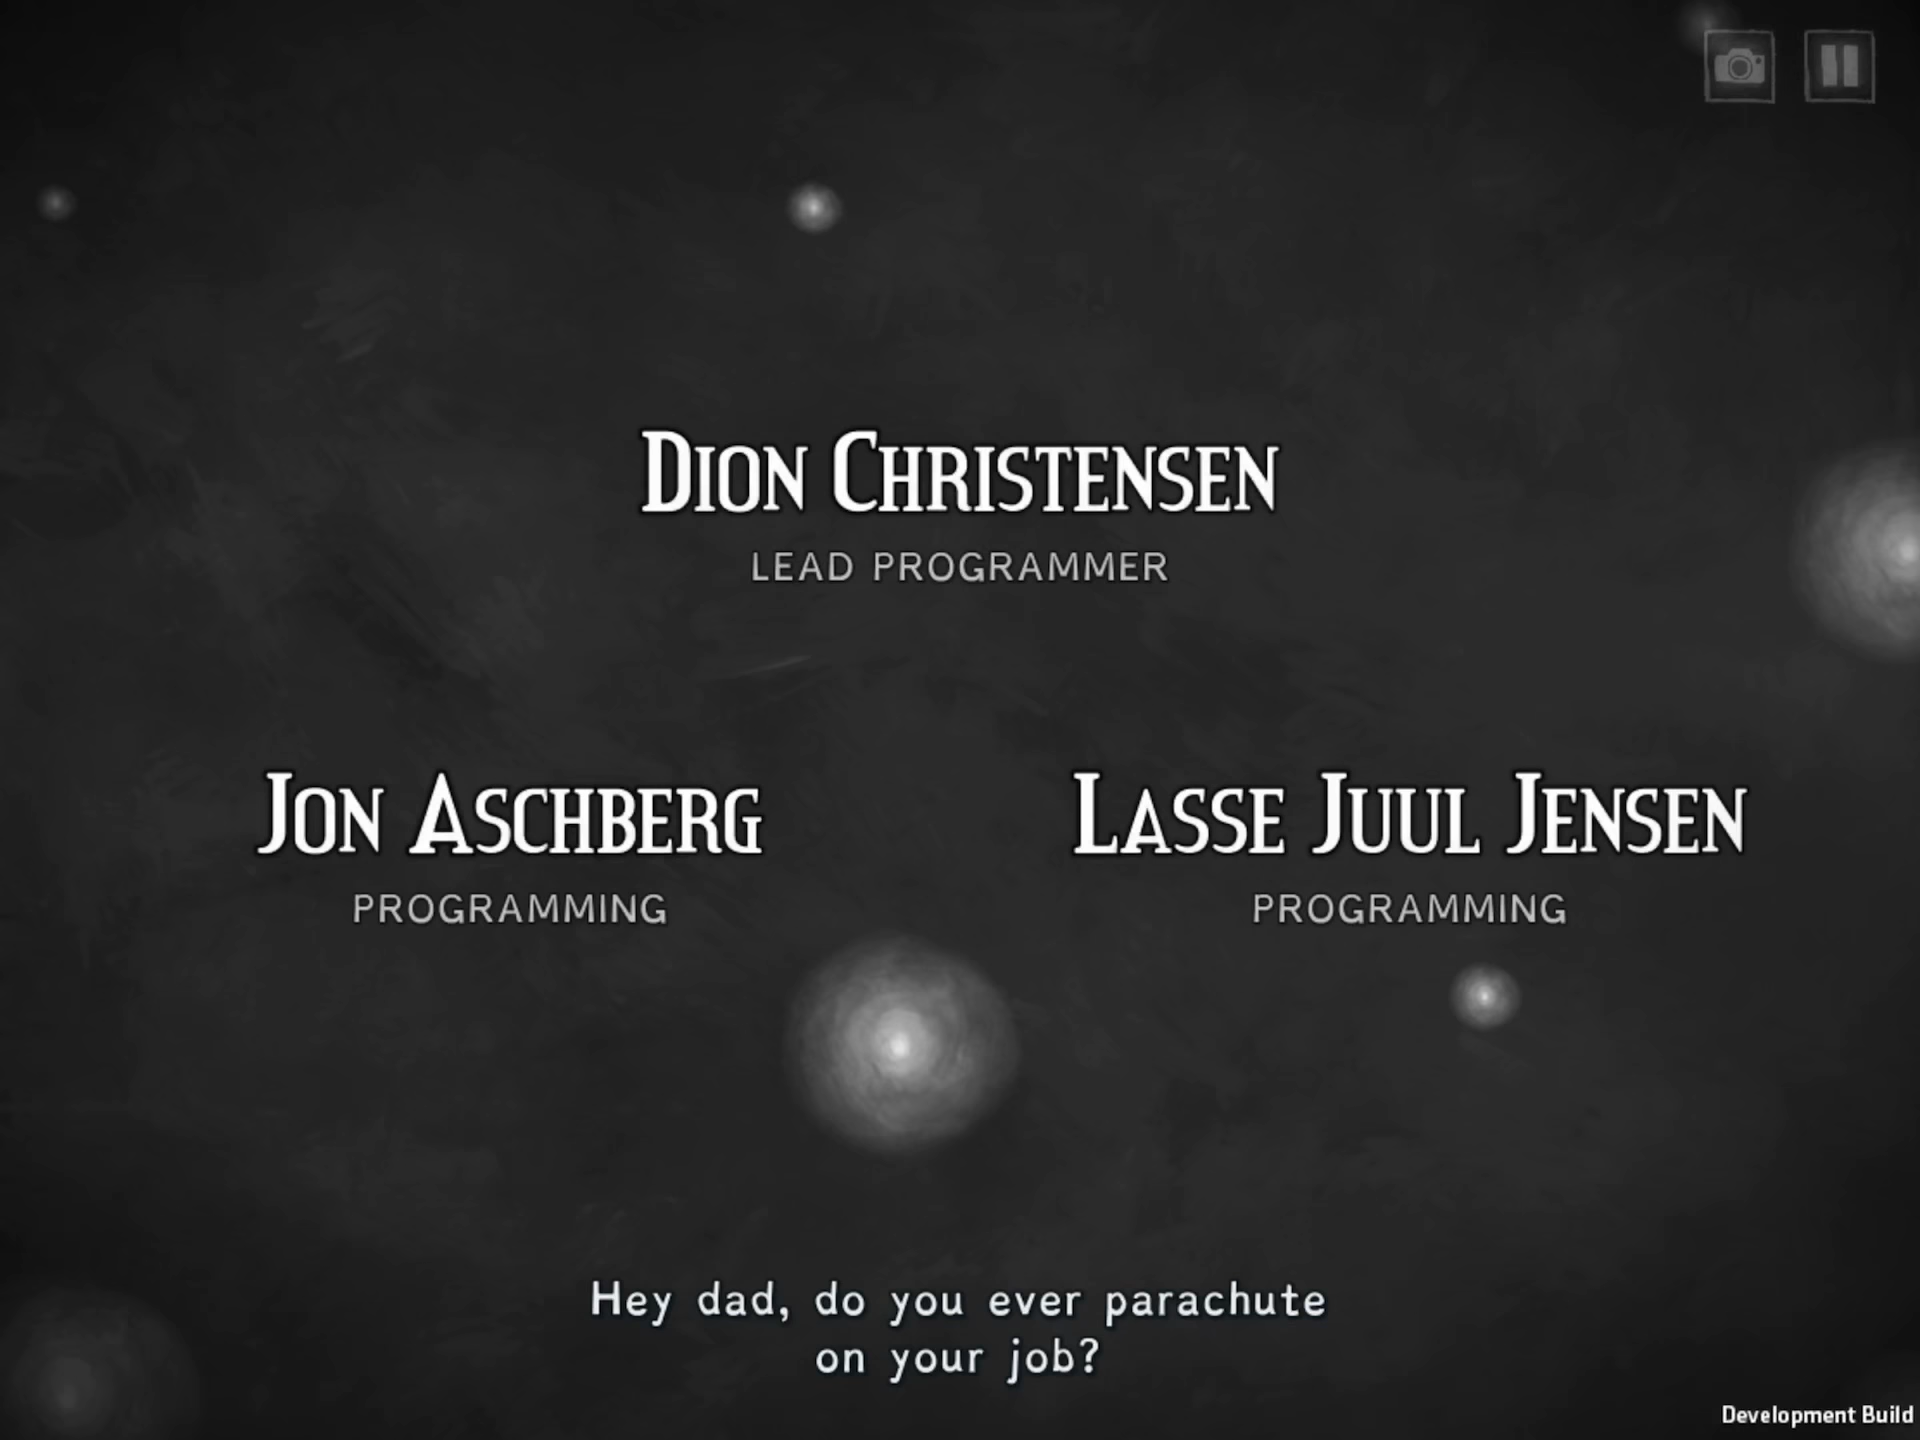 Dion Christensen
LEAD PROGRAMMER
Jon Aschberg
PROGRAMMING
Lasse Juul Jensen
PROGRAMMING
Hey dad, do you ever parachute
on your job?
Development Build